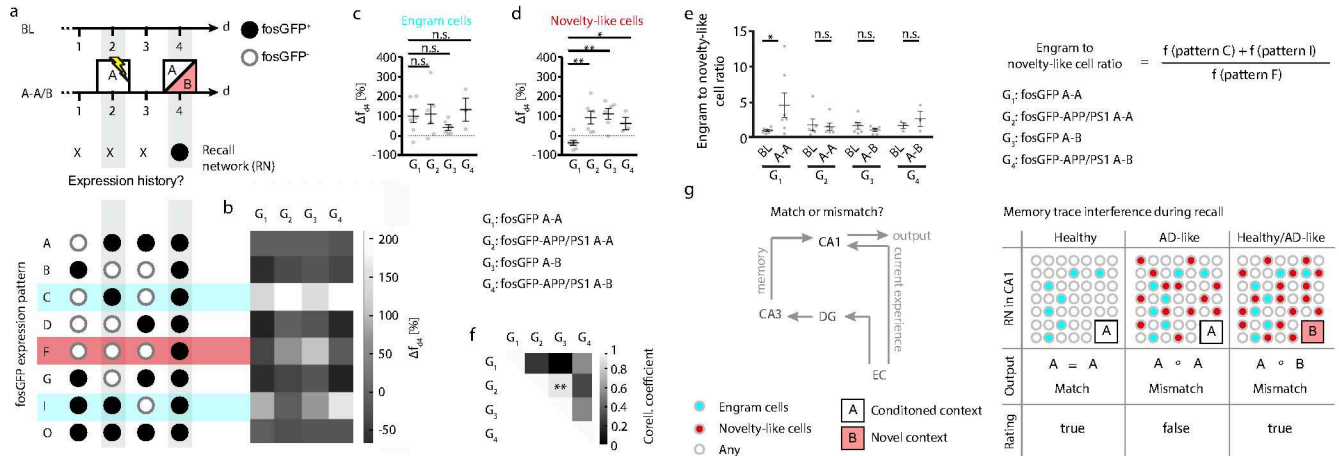 a
BL
d
1 2 3 4
fosGFP+
fosGFP-
A
A
B
A-A/B
d
1 2 3 4
X X X
Recall
network (RN)
Expression history?
fosGFP expression pattern
A
B
C
D
F
G
I
O
b
G1 G2 G3 G4
200
150
100
50
0
-50
Δfd4 [%]
c
Engram cells
n.s.
n.s.
n.s.
Δfd4 [%]
400
300
200
100
0
-100
G1 G2 G3 G4
d
Novelty-like cells
*
**
**
Δfd4 [%]
400
300
200
100
0
-100
G1 G2 G3 G4
G1: fosGFP A-A
G2: fosGFP-APP/PS1 A-A
G3: fosGFP A-B
G4: fosGFP-APP/PS1 A-B
e
Engram to novelty-like
cell ratio
15
10
5
0
* n.s. n.s. n.s.
BL A-A BL A-A BL A-B BL A-B
G1 G2 G3 G4
Engram to
novelty-like cell ratio
=
f (pattern C) + f (pattern I)
f (pattern F)
G1: fosGFP A-A
G2: fosGFP-APP/PS1 A-A
G3: fosGFP A-B
G4: fosGFP-APP/PS1 A-B
f
G1 G2 G3 G4
G1
G2
G3
G4
**
1
0.8
0.6
0.4
0.2
0
Corell. coefficient
g
Match or mismatch?
CA1
output
memory
current experience
CA3
DG
EC
Engram cells
Novelty-like cells
Any
A
Conditoned context
B
Novel context
Memory trace interference during recall
Healthy AD-like Healthy/AD-like
RN in CA1
A A B
Output
A = A A ∘ A A ∘ B
Match Mismatch Mismatch
Rating
true false true